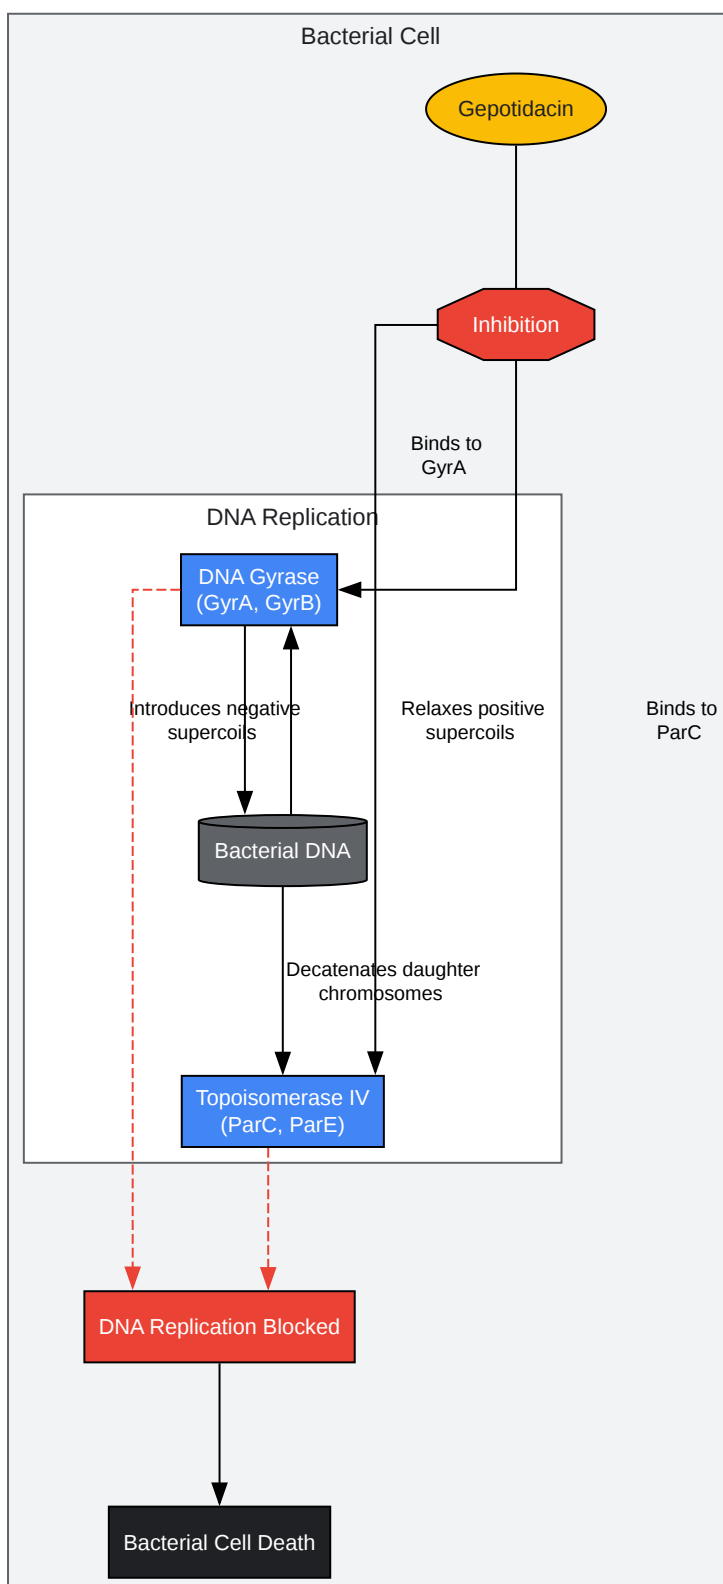 Bacterial Cell
Gepotidacin
Inhibition
Binds to
GyrA
DNA Replication
DNA Gyrase
(GyrA, GyrB)
Introduces negative
supercoils
Relaxes positive
supercoils
Binds to
ParC
Bacterial DNA
Decatenates daughter
chromosomes
Topoisomerase IV
(ParC, ParE)
DNA Replication Blocked
Bacterial Cell Death